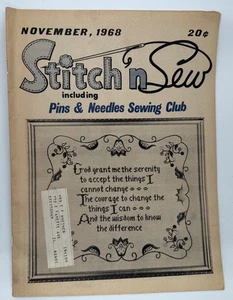 NOVEMBER, 1968 20¢
Stitch 'n Sew
including
Pins & Needles Sewing Club
God grant me the serenity
to accept the things I
cannot change
The courage to change the
things I can
And the wisdom to know
the difference